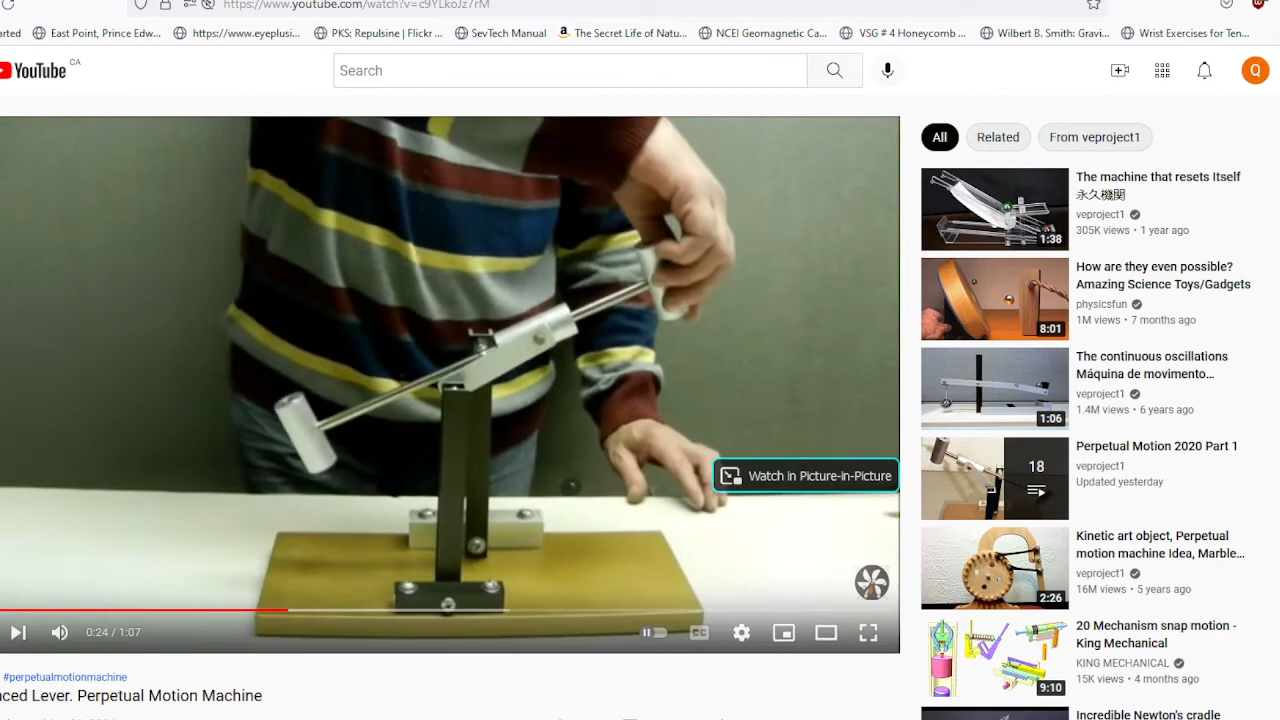 https://www.youtube.com/watch?v=c9YLkoJz7rM
arted East Point, Prince Edw... https://www.eyeplusi... PKS: Repulsine | Flickr ... SevTech Manual The Secret Life of Natu... NCEI Geomagnetic Ca... VSG # 4 Honeycomb ... Wilbert B. Smith: Gravi... Wrist Exercises for Ten...
YouTube CA
Search
Q
All Related From veproject1
The machine that resets Itself
永久機関
veproject1
305K views • 1 year ago
1:38
How are they even possible?
Amazing Science Toys/Gadgets
physicsfun
1M views • 7 months ago
8:01
The continuous oscillations
Máquina de movimento...
veproject1
1.4M views • 6 years ago
1:06
Perpetual Motion 2020 Part 1
veproject1
Updated yesterday
18
Kinetic art object, Perpetual
motion machine Idea, Marble...
veproject1
16M views • 5 years ago
2:26
20 Mechanism snap motion -
King Mechanical
KING MECHANICAL
15K views • 4 months ago
9:10
Incredible Newton's cradle
Watch in Picture-in-Picture
0:24 / 1:07
CC
#perpetualmotionmachine
nced Lever. Perpetual Motion Machine